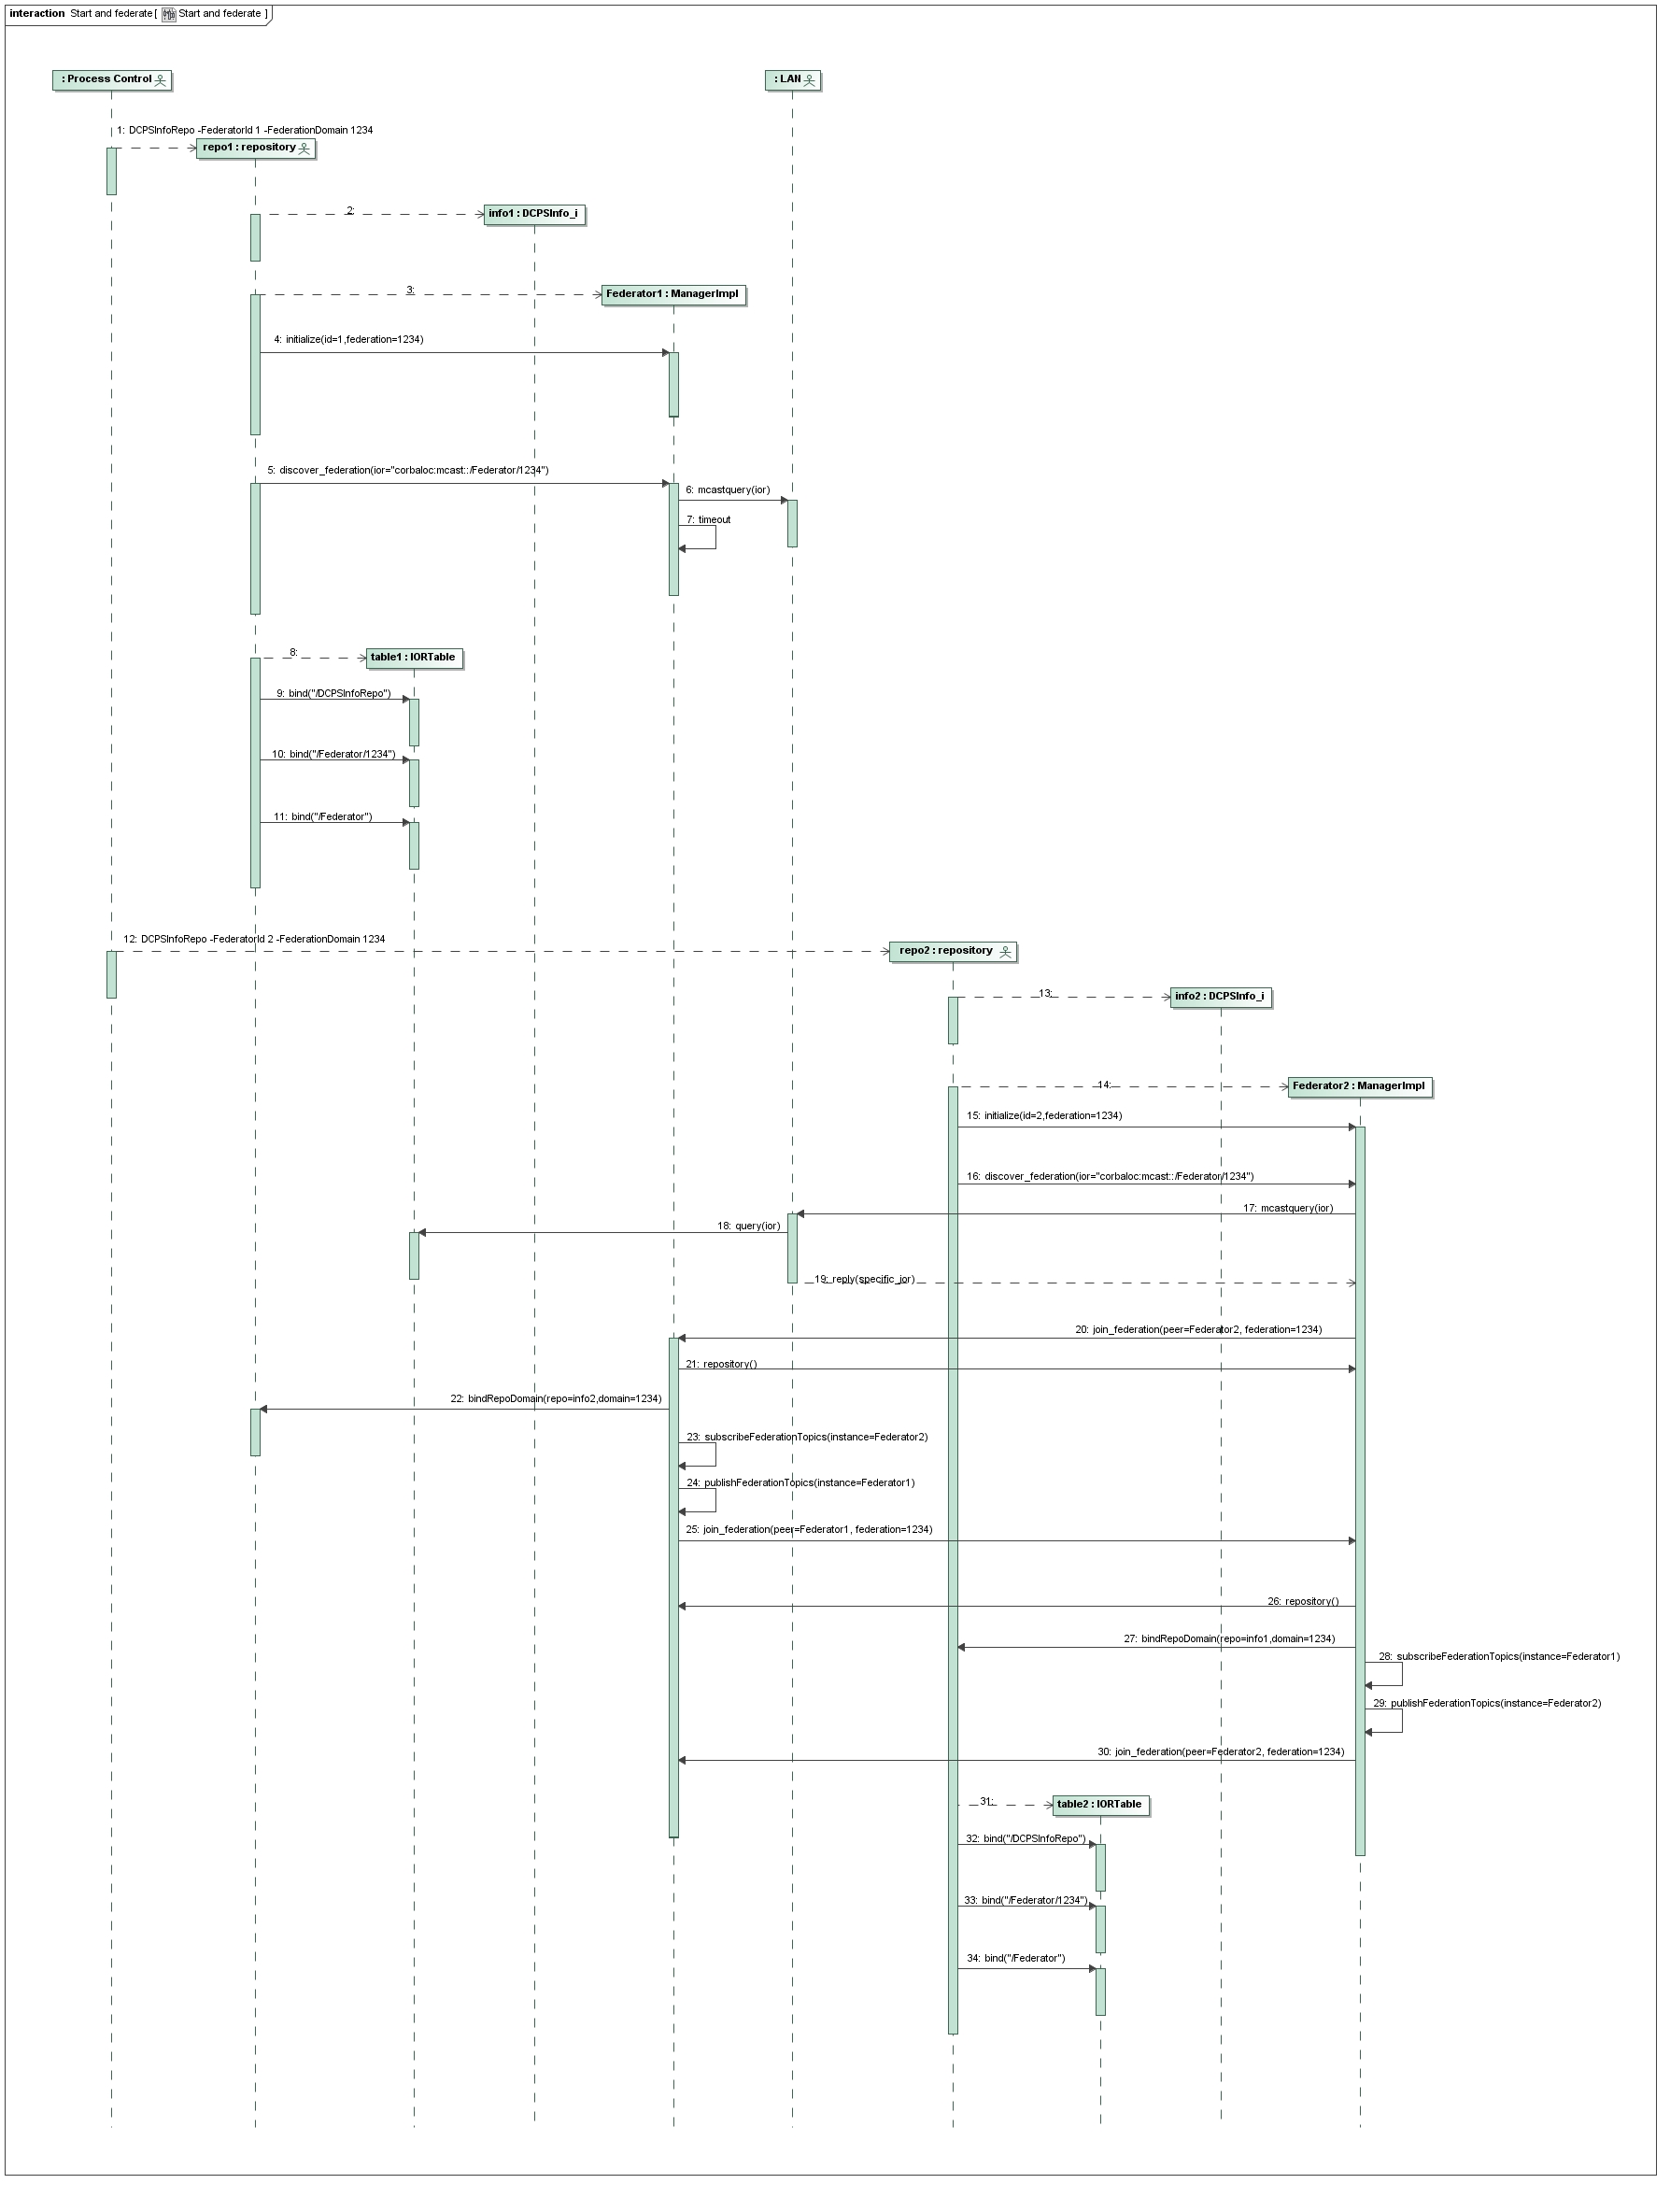 interaction Start and federate [ Start and federate ]
: Process Control
: LAN
1: DCPSInfoRepo -FederatorId 1 -FederationDomain 1234
repo1 : repository
2:
info1 : DCPSInfo_i
3:
Federator1 : ManagerImpl
4: initialize(id=1,federation=1234)
5: discover_federation(ior="corbaloc:mcast::/Federator/1234")
6: mcastquery(ior)
7: timeout
8:
table1 : IORTable
9: bind("/DCPSInfoRepo")
10: bind("/Federator/1234")
11: bind("/Federator")
12: DCPSInfoRepo -FederatorId 2 -FederationDomain 1234
repo2 : repository
13:
info2 : DCPSInfo_i
14:
Federator2 : ManagerImpl
15: initialize(id=2,federation=1234)
16: discover_federation(ior="corbaloc:mcast::/Federator/1234")
17: mcastquery(ior)
18: query(ior)
19: reply(specific_ior)
20: join_federation(peer=Federator2, federation=1234)
21: repository()
22: bindRepoDomain(repo=info2,domain=1234)
23: subscribeFederationTopics(instance=Federator2)
24: publishFederationTopics(instance=Federator1)
25: join_federation(peer=Federator1, federation=1234)
26: repository()
27: bindRepoDomain(repo=info1,domain=1234)
28: subscribeFederationTopics(instance=Federator1)
29: publishFederationTopics(instance=Federator2)
30: join_federation(peer=Federator2, federation=1234)
31:
table2 : IORTable
32: bind("/DCPSInfoRepo")
33: bind("/Federator/1234")
34: bind("/Federator")